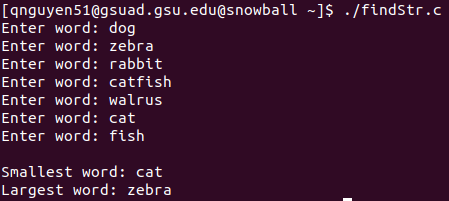 [qnguyen51@gsuad.gsu.edu@snowball ~]$ ./findStr.c
Enter word: dog
Enter word: zebra
Enter word: rabbit
Enter word: catfish
Enter word: walrus
Enter word: cat
Enter word: fish
Smallest word: cat
Largest word: zebra